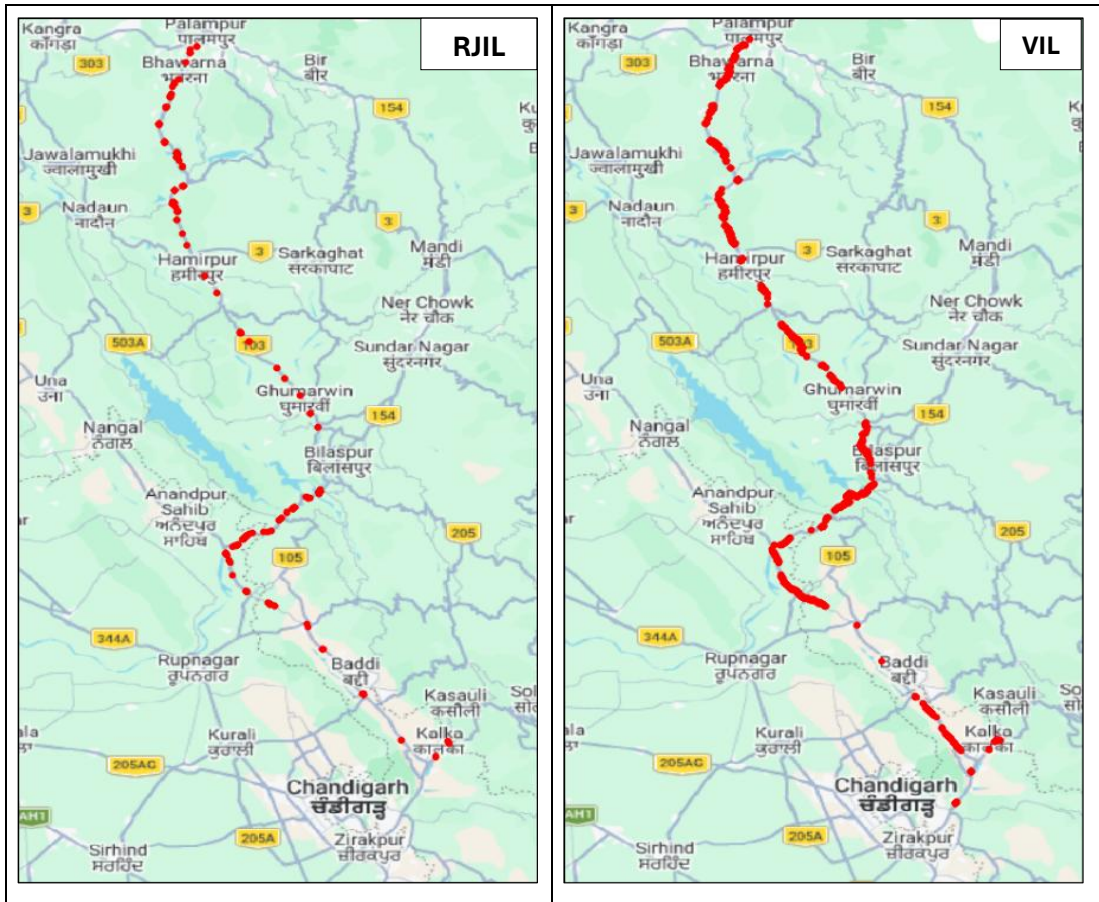 RJIL
Palampur
पालमपुर
Kangra
काँगड़ा
303
Bhawarna
भवारना
Bir
बीर
154
Jawalamukhi
ज्वालामुखी
3
Nadaun
नादौन
3
3
Sarkaghat
सरकाघाट
Mandi
मंडी
Hamirpur
हमीरपुर
Ner Chowk
नेर चौक
503A
103
Sundar Nagar
सुंदरनगर
Una
उना
Ghumarwin
घुमारवीं
154
Nangal
ਨੰਗਲ
Bilaspur
बिलासपुर
Anandpur
Sahib
ਅਨੰਦਪੁਰ
ਸਾਹਿਬ
205
105
344A
Rupnagar
ਰੂਪਨਗਰ
Baddi
बद्दी
Kasauli
कसौली
Kurali
ਕੁਰਾਲੀ
Kalka
कालका
205AG
Chandigarh
ਚੰਡੀਗੜ੍ਹ
AH1
205A
Sirhind
ਸਰਹਿੰਦ
Zirakpur
ਜ਼ੀਰਕਪੁਰ
VIL
Palampur
पालमपुर
Kangra
काँगड़ा
303
Bhawarna
Bir
बीर
154
Jawalamukhi
ज्वालामुखी
3
Nadaun
नादौन
3
3
Sarkaghat
सरकाघाट
Mandi
मंडी
Hamirpur
हमीरपुर
Ner Chowk
नेर चौक
503A
Sundar Nagar
सुंदरनगर
Una
उना
Ghumarwin
घुमारवीं
154
Nangal
ਨੰਗਲ
Bilaspur
बिलासपुर
Anandpur
Sahib
ਅਨੰਦਪੁਰ
ਸਾਹਿਬ
205
105
344A
Rupnagar
ਰੂਪਨਗਰ
Baddi
बद्दी
Kasauli
कसौली
Kurali
ਕੁਰਾਲੀ
Kalka
205AG
Chandigarh
ਚੰਡੀਗੜ੍ਹ
AH1
205A
Sirhind
ਸਰਹਿੰਦ
Zirakpur
ਜ਼ੀਰਕਪੁਰ